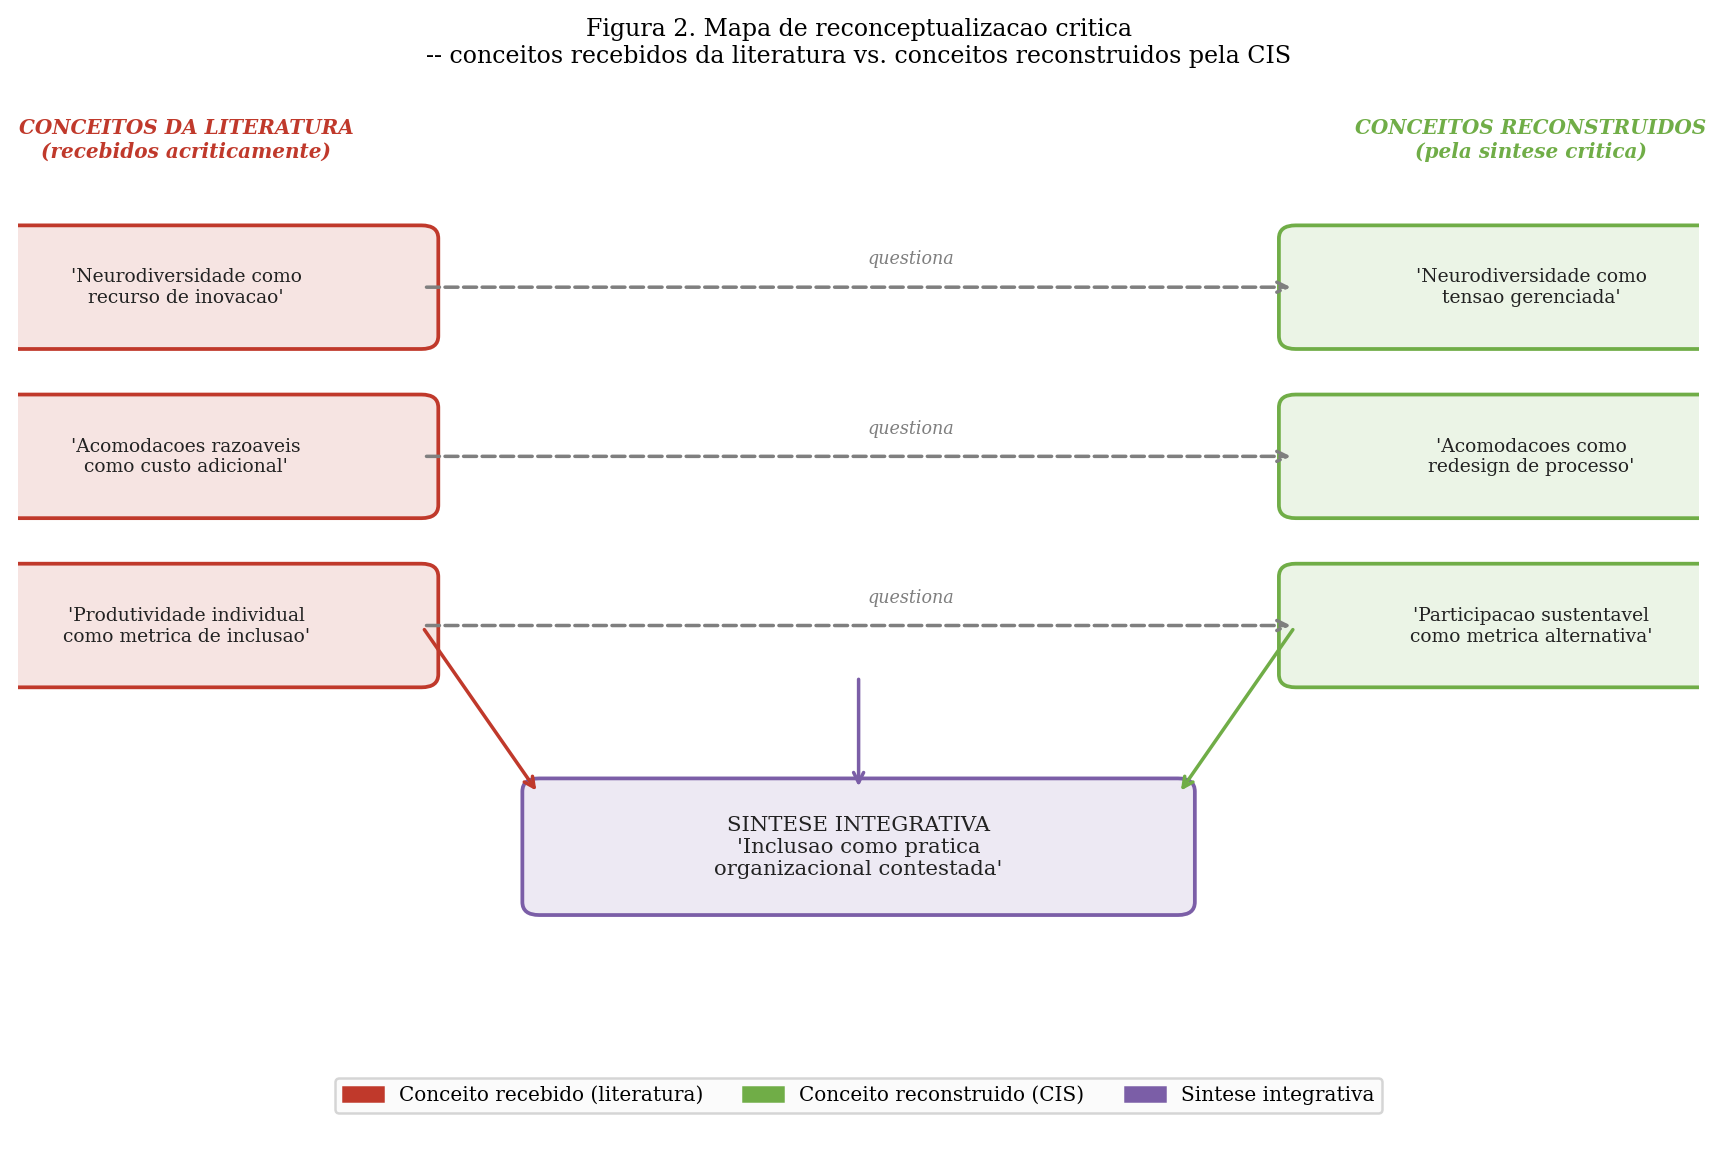 Figura 2. Mapa de reconceptualizacao critica
-- conceitos recebidos da literatura vs. conceitos reconstruidos pela CIS
CONCEITOS DA LITERATURA
(recebidos acriticamente)
CONCEITOS RECONSTRUIDOS
(pela sintese critica)
'Neurodiversidade como
recurso de inovacao'
questiona
'Neurodiversidade como
tensao gerenciada'
'Acomodacoes razoaveis
como custo adicional'
questiona
'Acomodacoes como
redesign de processo'
'Produtividade individual
como metrica de inclusao'
questiona
'Participacao sustentavel
como metrica alternativa'
SINTESE INTEGRATIVA
'Inclusao como pratica
organizacional contestada'
Conceito recebido (literatura)
Conceito reconstruido (CIS)
Sintese integrativa